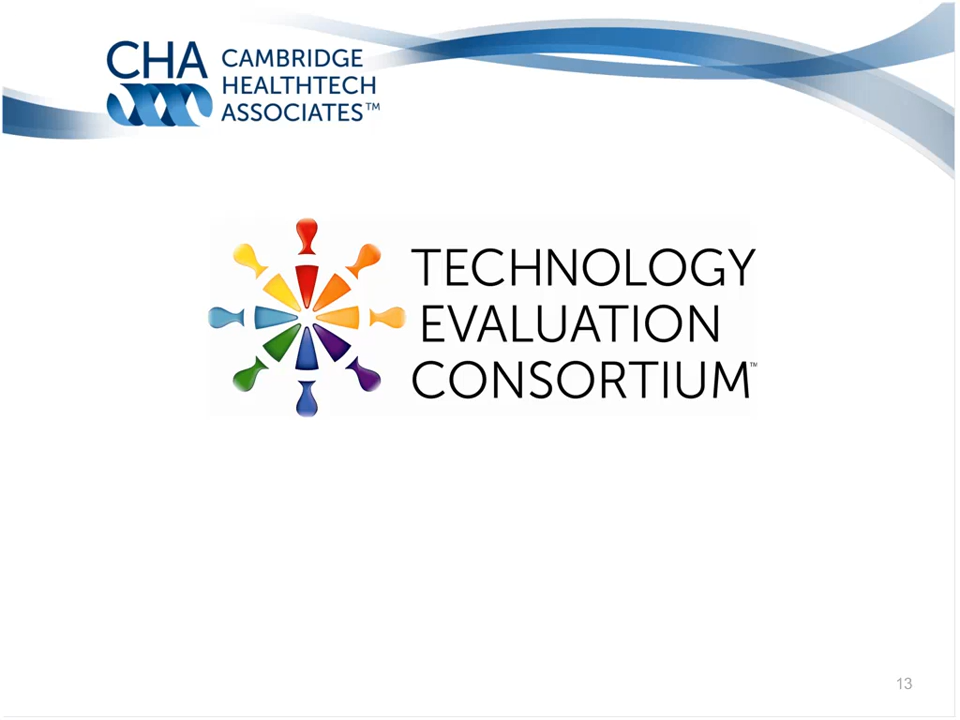 CHA
CAMBRIDGE
HEALTHTECH
ASSOCIATES™
TECHNOLOGY
EVALUATION
CONSORTIUM™
13